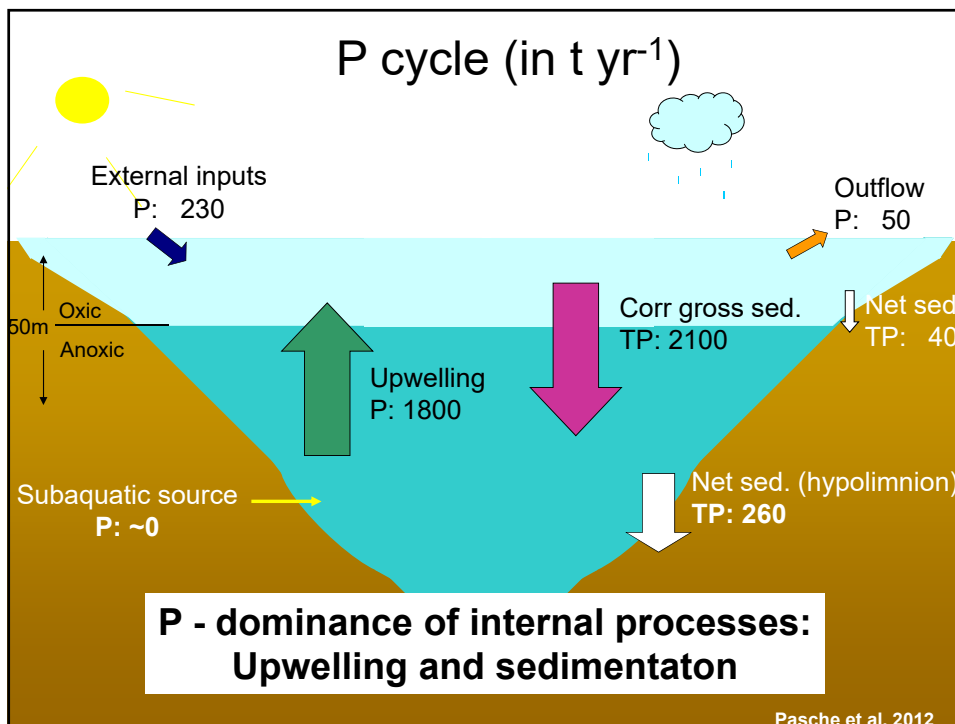 P cycle (in t yr-1)
External inputs
P: 230
Outflow
P: 50
Oxic
50m
Anoxic
Corr gross sed.
TP: 2100
Net sed
TP: 40
Upwelling
P: 1800
Subaquatic source
P: ~0
Net sed. (hypolimnion)
TP: 260
P - dominance of internal processes:
Upwelling and sedimentaton
Pasche et al. 2012